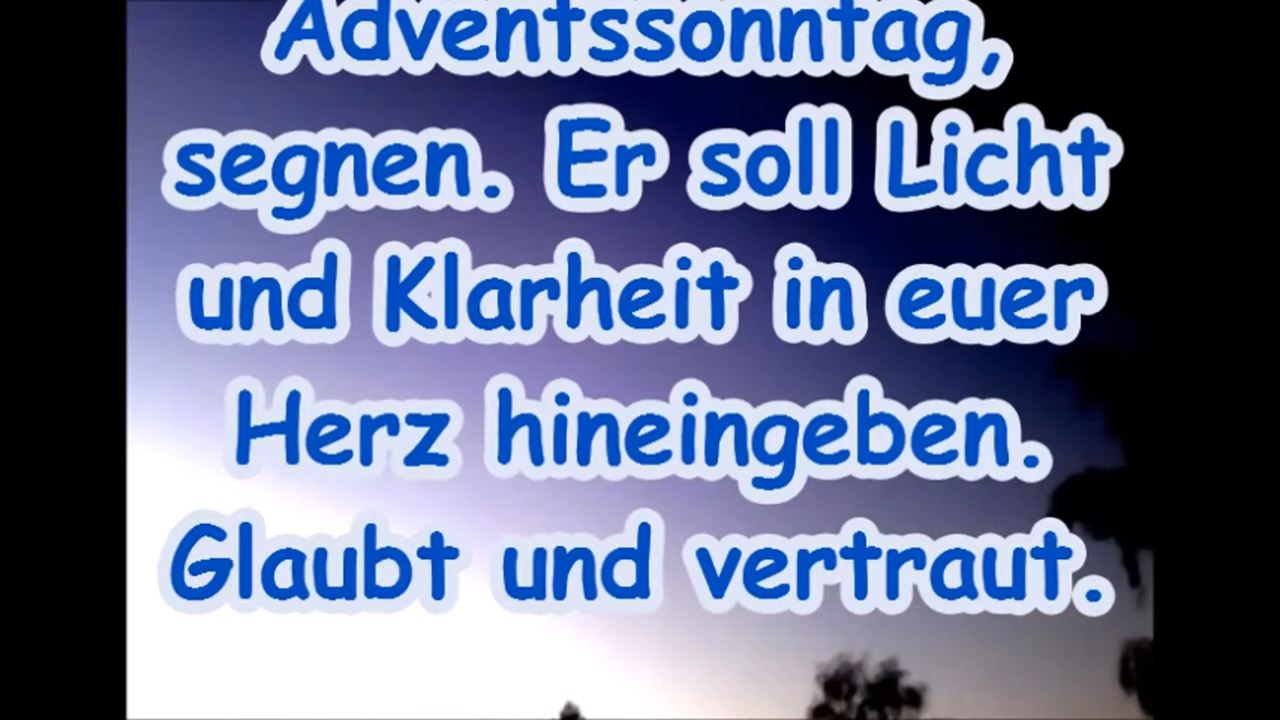 Adventssonntag,
segnen. Er soll Licht
und Klarheit in euer
Herz hineingeben.
Glaubt und vertraut.